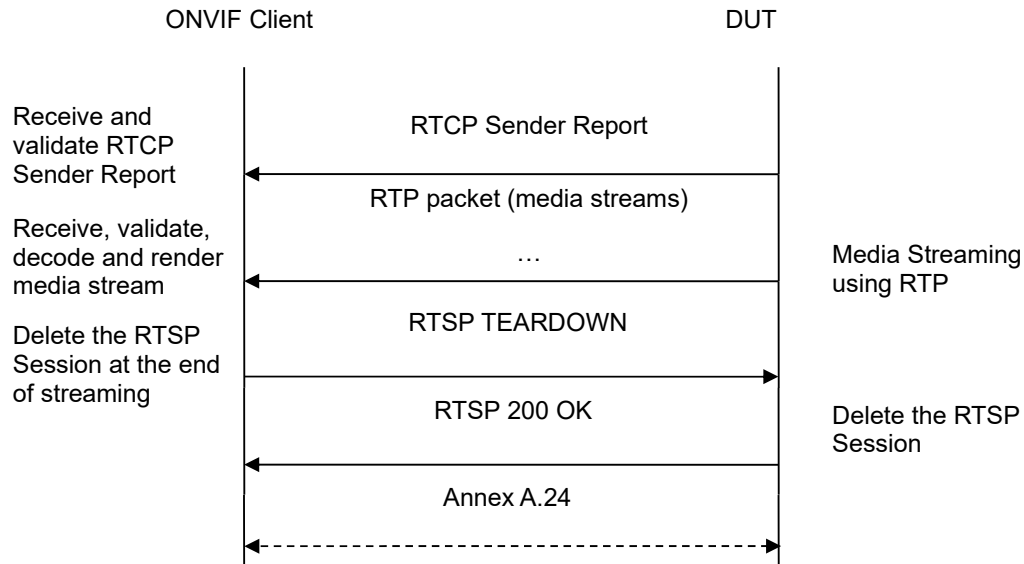 ONVIF Client
DUT
Receive and
validate RTCP
Sender Report
RTCP Sender Report
RTP packet (media streams)
Receive, validate,
decode and render
media stream
…
Media Streaming
using RTP
RTSP TEARDOWN
Delete the RTSP
Session at the end
of streaming
RTSP 200 OK
Delete the RTSP
Session
Annex A.24